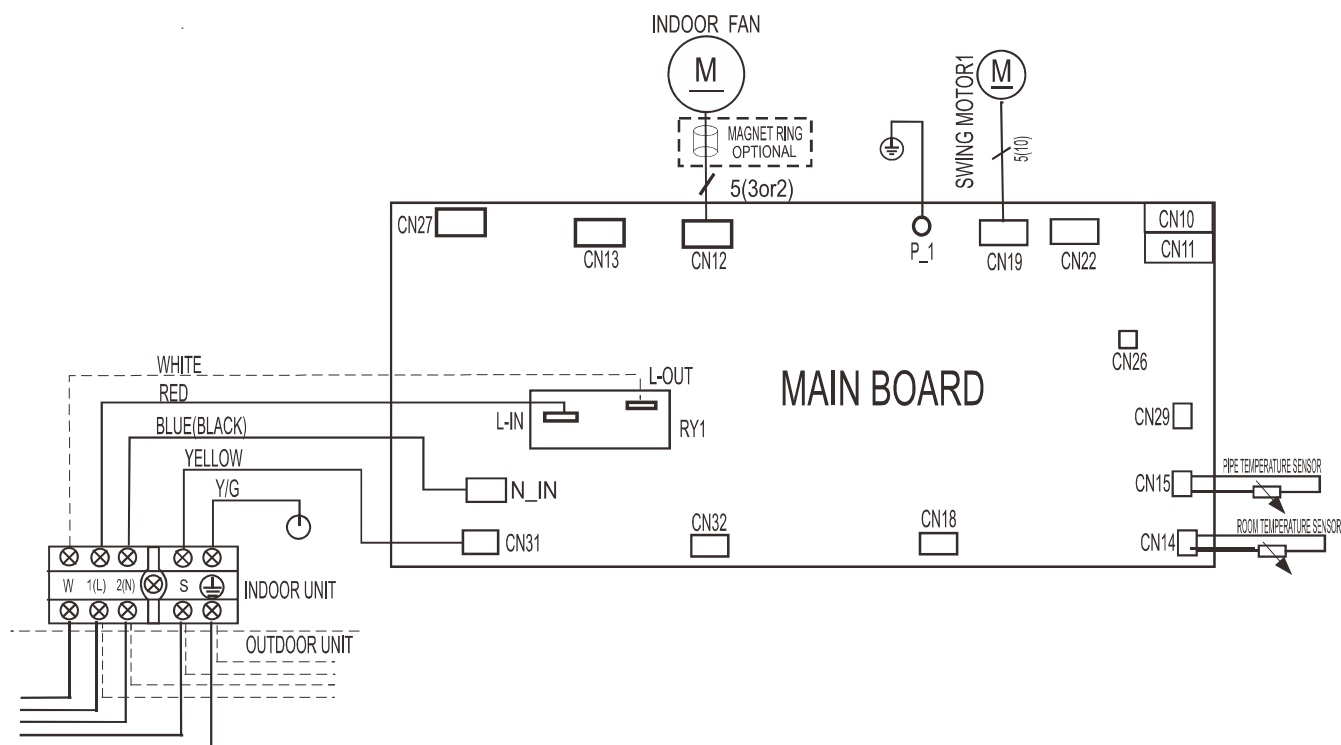 INDOOR FAN
M
MAGNET RING
OPTIONAL
5(3or2)
SWING MOTOR1
M
5(10)
CN27
CN13
CN12
P_1
CN19
CN22
CN10
CN11
CN26
MAIN BOARD
WHITE
RED
BLUE(BLACK)
YELLOW
Y/G
L-OUT
L-IN
RY1
N_IN
CN31
CN32
CN18
CN29
CN15
PIPE TEMPERATURE SENSOR
CN14
ROOM TEMPERATURE SENSOR
W 1(L) 2(N) S
INDOOR UNIT
OUTDOOR UNIT